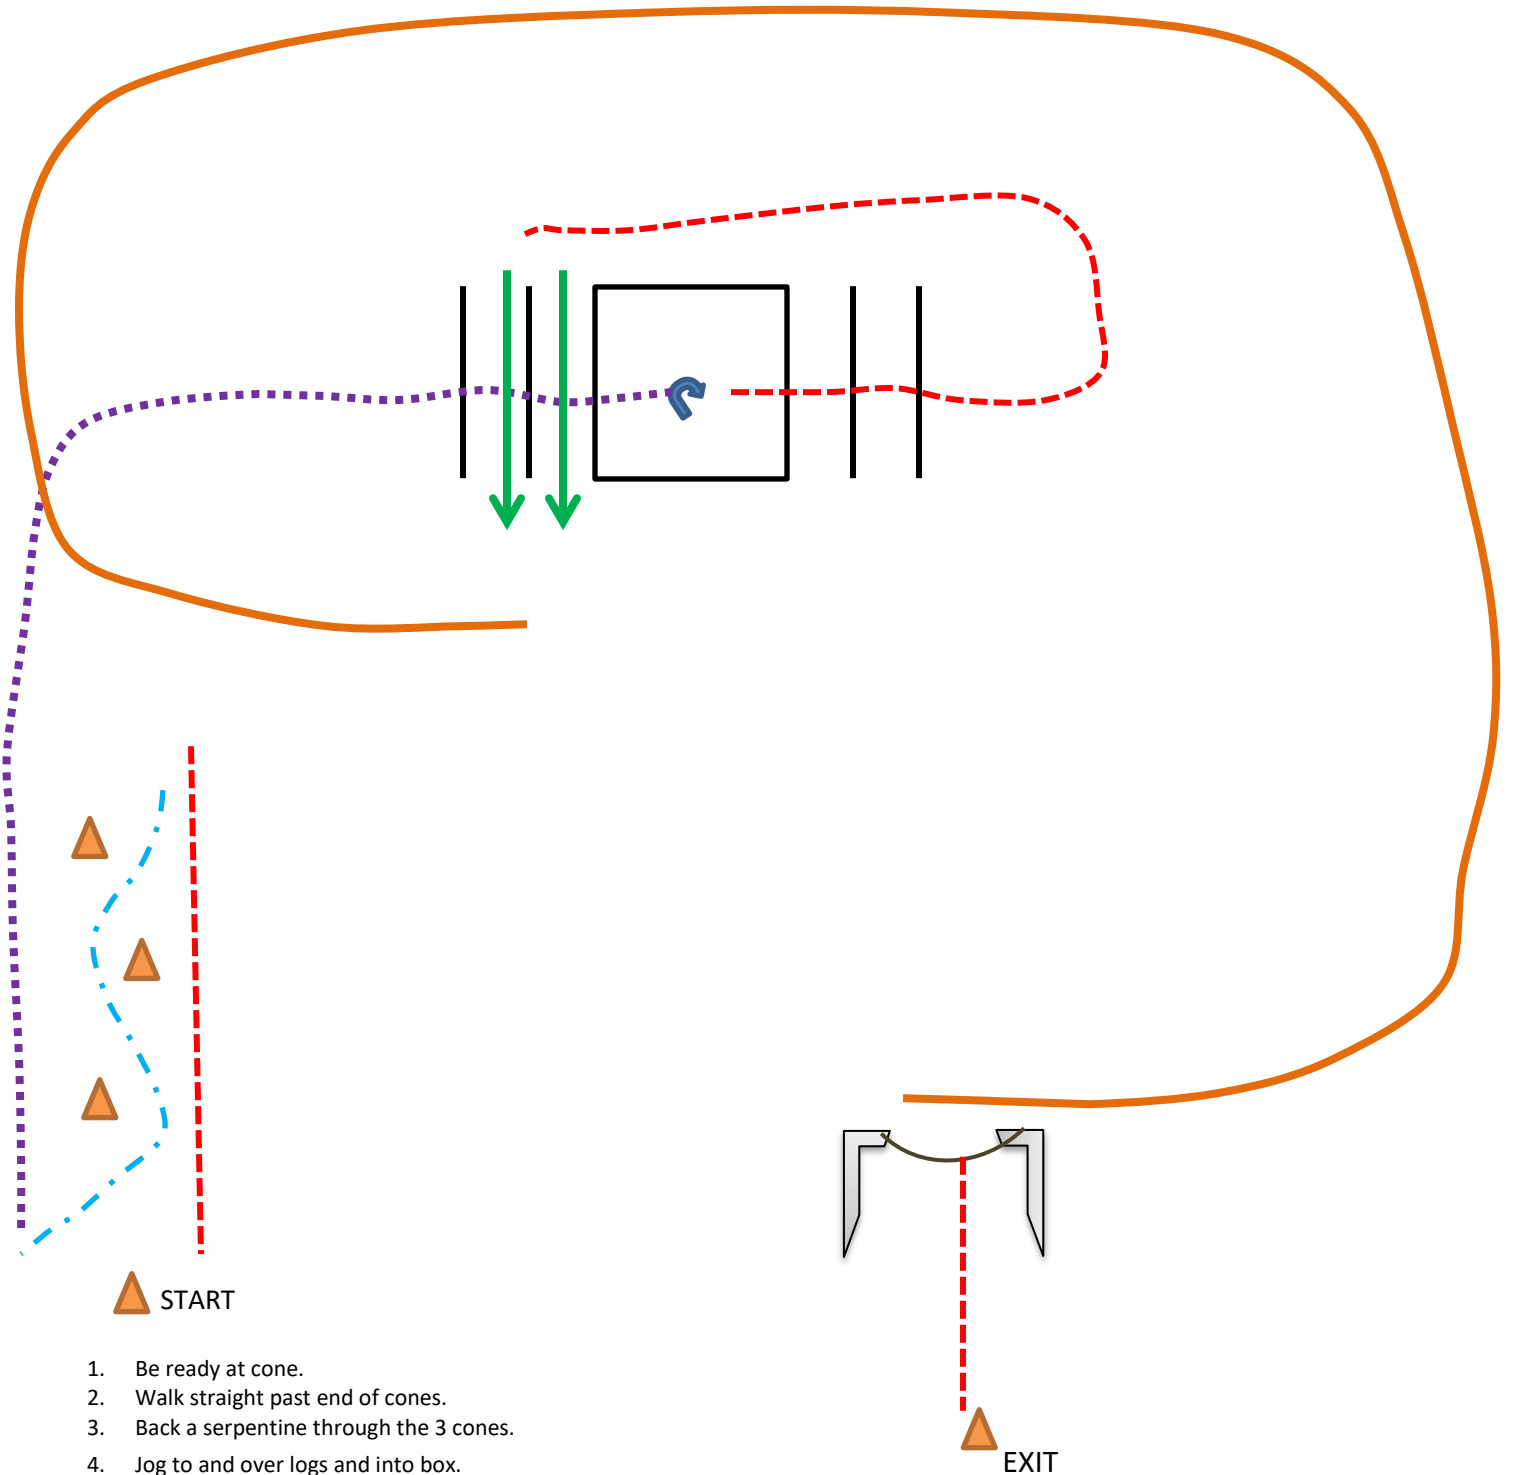 START
1. Be ready at cone.
2. Walk straight past end of cones.
3. Back a serpentine through the 3 cones.
EXIT
4. Jog to and over logs and into box.